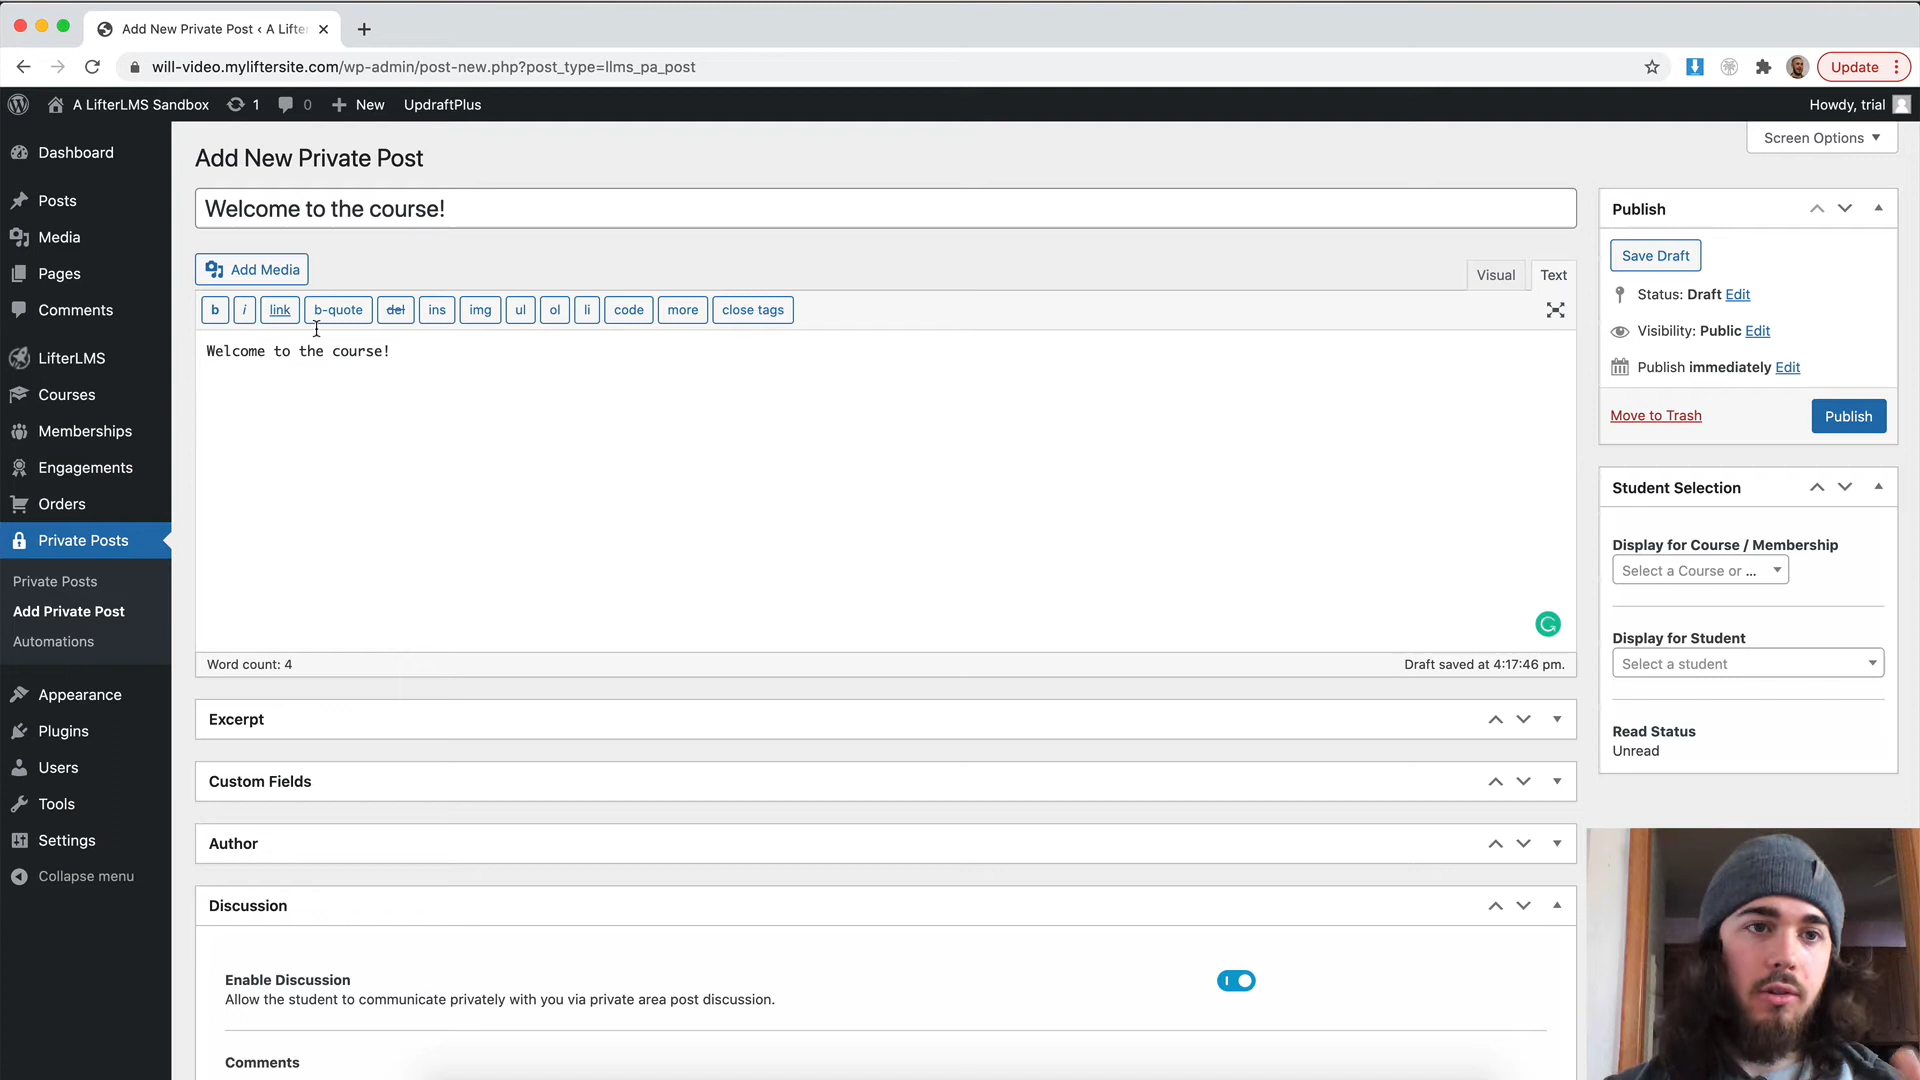 Add New Private Post ‹ A Lifte
will-video.myliftersite.com/wp-admin/post-new.php?post_type=llms_pa_post
Update
A LifterLMS Sandbox
1
0
New
UpdraftPlus
Howdy, trial
Screen Options
Dashboard
Posts
Media
Pages
Comments
LifterLMS
Courses
Memberships
Engagements
Orders
Private Posts
Private Posts
Add Private Post
Automations
Appearance
Plugins
Users
Tools
Settings
Collapse menu
Add New Private Post
Welcome to the course!
Add Media
Visual
Text
b
i
link
b-quote
del
ins
img
ul
ol
li
code
more
close tags
Welcome to the course!
Word count: 4
Draft saved at 4:17:46 pm.
Excerpt
Custom Fields
Author
Discussion
Enable Discussion
Allow the student to communicate privately with you via private area post discussion.
Comments
Publish
Save Draft
Status: Draft Edit
Visibility: Public Edit
Publish immediately Edit
Move to Trash
Publish
Student Selection
Display for Course / Membership
Select a Course or ...
Display for Student
Select a student
Read Status
Unread